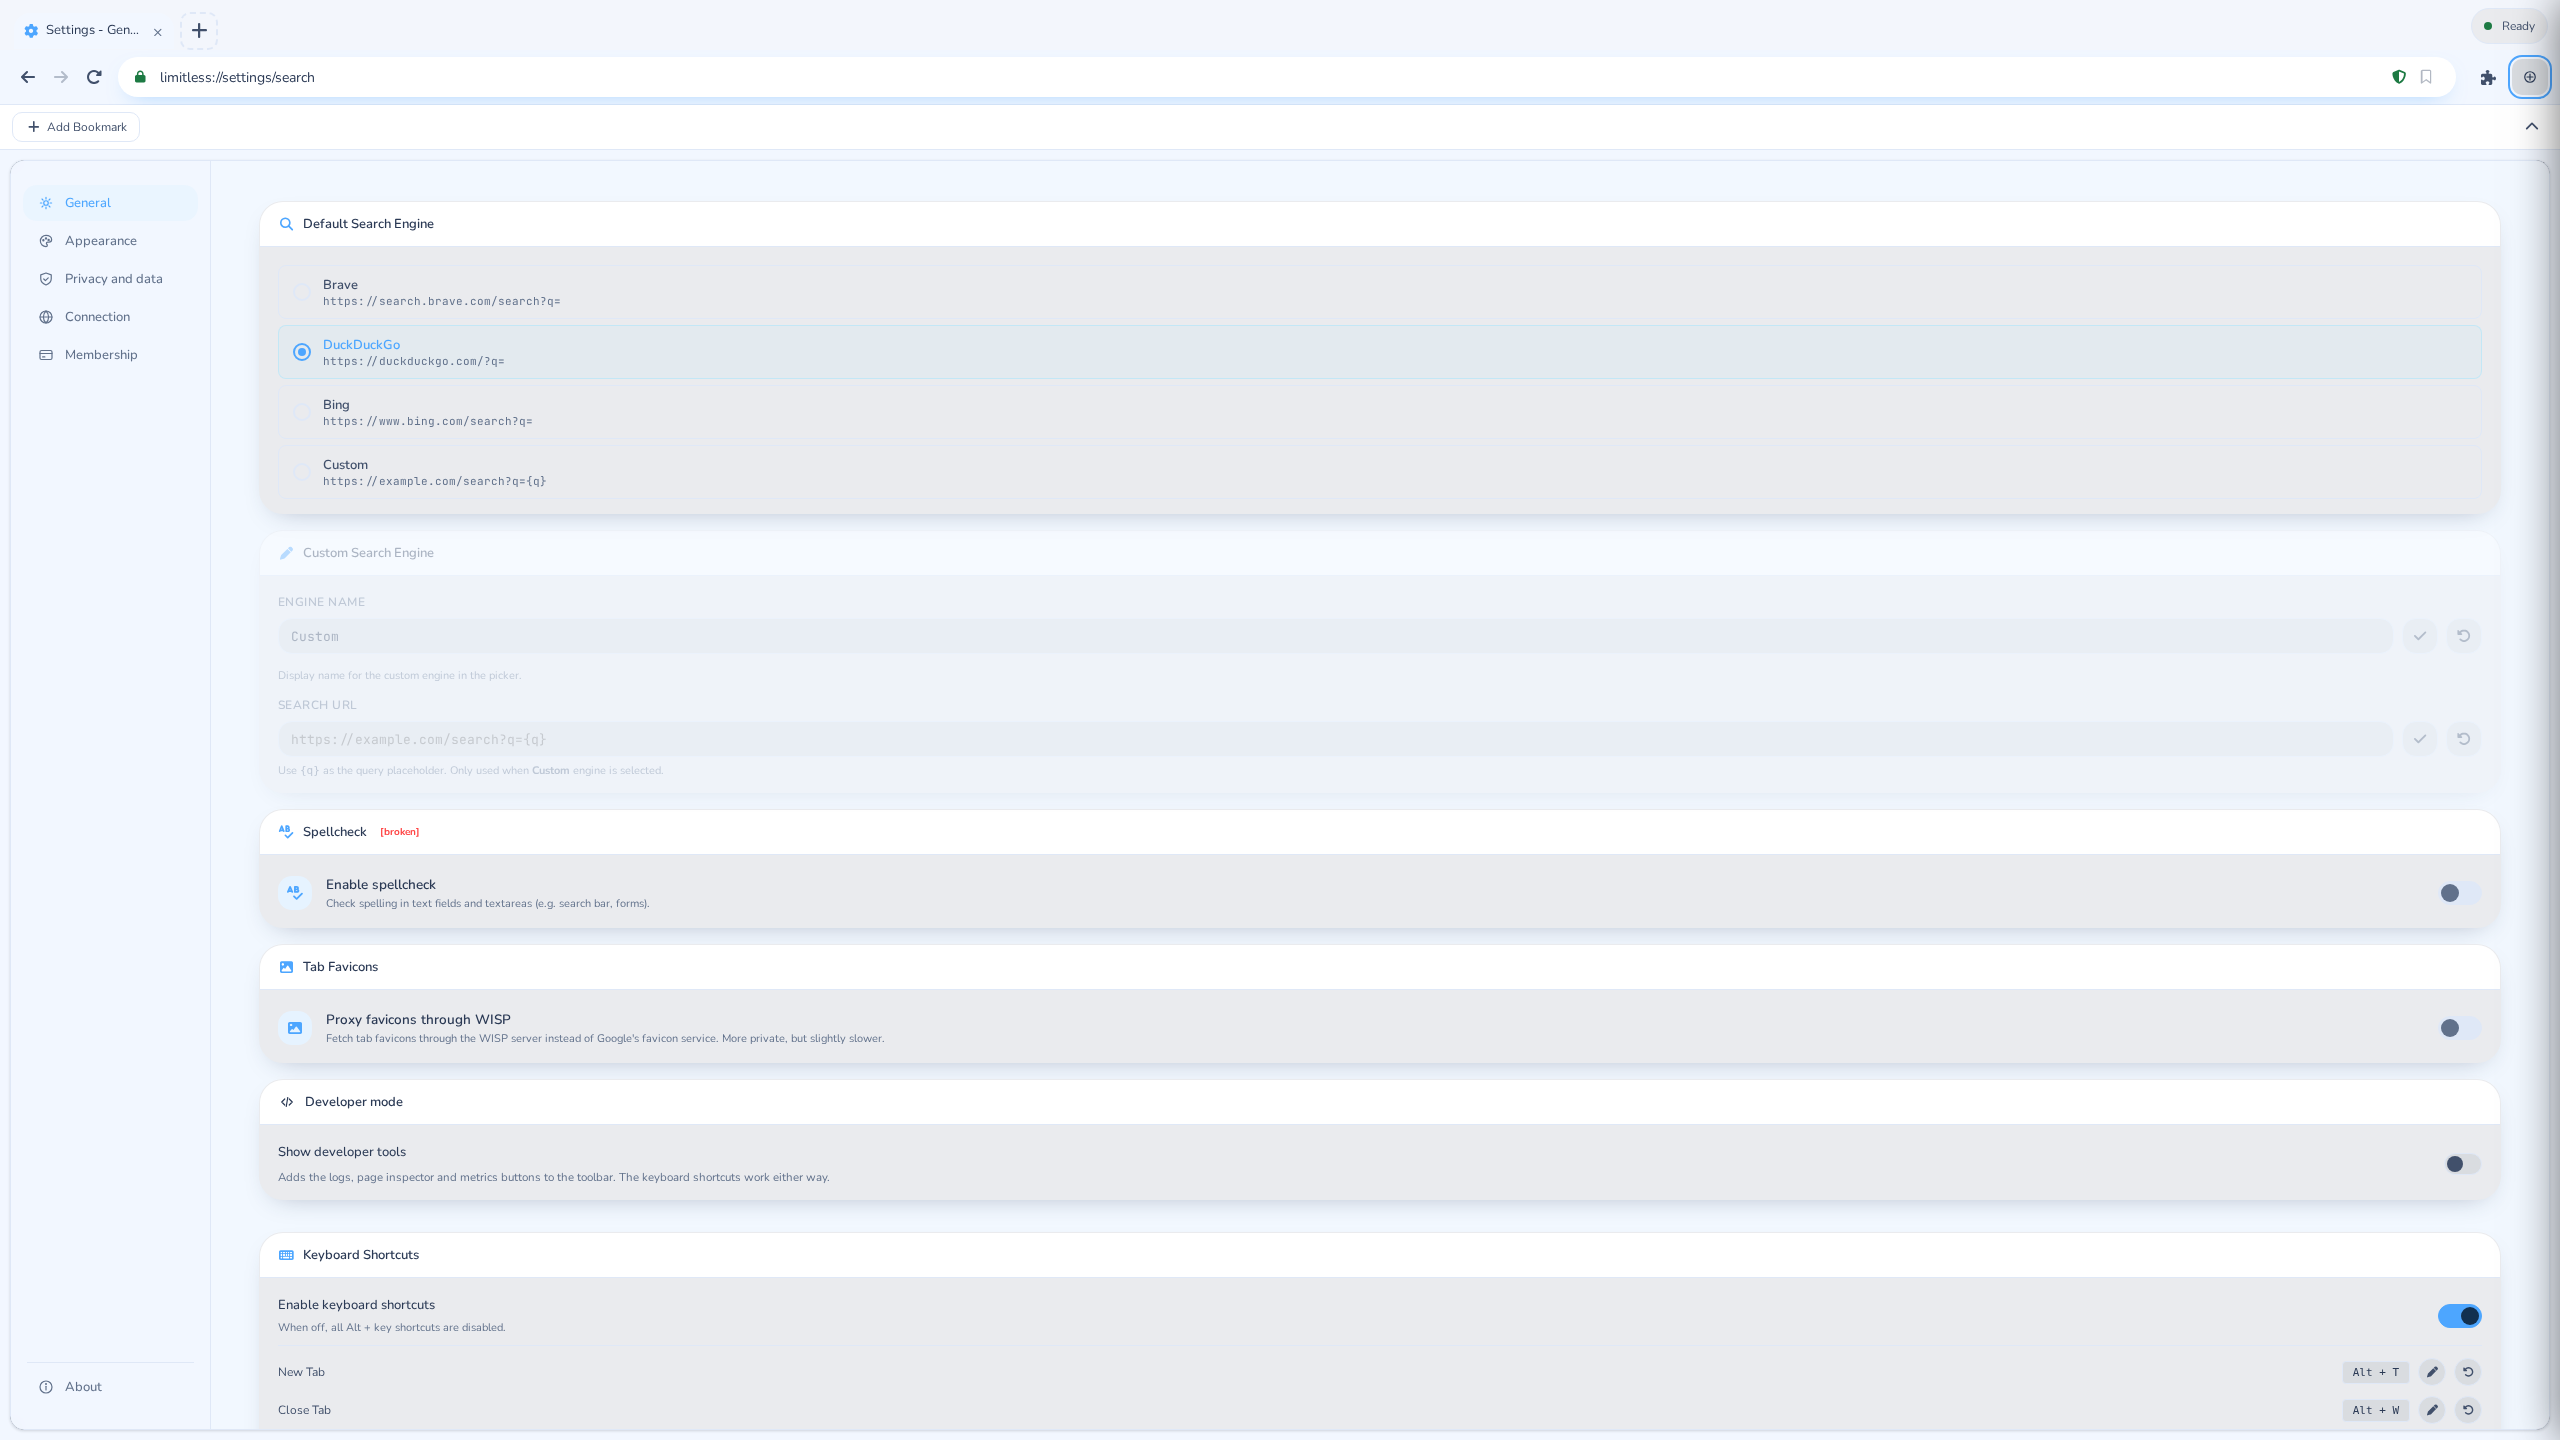 Settings - Gen...
Ready
limitless://settings/search
Add Bookmark
General
Appearance
Privacy and data
Connection
Membership
About
Default Search Engine
Brave
https://search.brave.com/search?q=
DuckDuckGo
https://duckduckgo.com/?q=
Bing
https://www.bing.com/search?q=
Custom
https://example.com/search?q={q}
Custom Search Engine
ENGINE NAME
Custom
Display name for the custom engine in the picker.
SEARCH URL
https://example.com/search?q={q}
Use {q} as the query placeholder. Only used when Custom engine is selected.
Spellcheck [broken]
Enable spellcheck
Check spelling in text fields and textareas (e.g. search bar, forms).
Tab Favicons
Proxy favicons through WISP
Fetch tab favicons through the WISP server instead of Google's favicon service. More private, but slightly slower.
Developer mode
Show developer tools
Adds the logs, page inspector and metrics buttons to the toolbar. The keyboard shortcuts work either way.
Keyboard Shortcuts
Enable keyboard shortcuts
When off, all Alt + key shortcuts are disabled.
New Tab Alt + T
Close Tab Alt + W